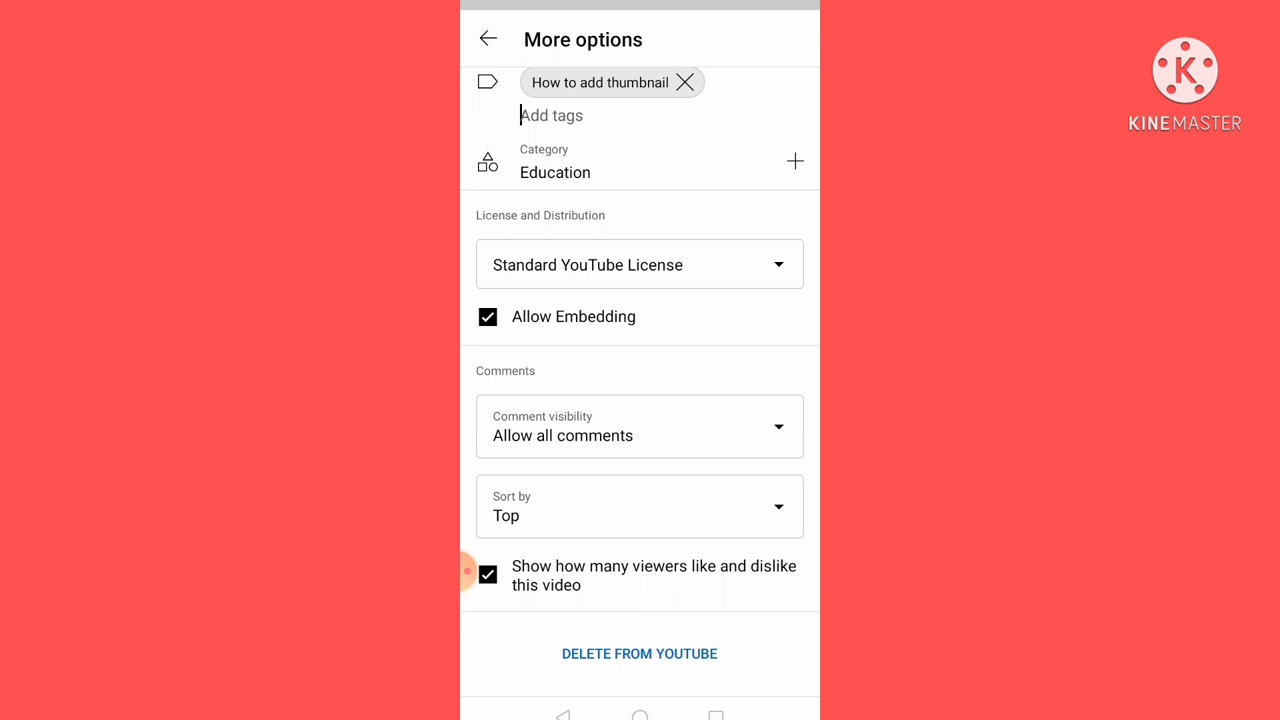 More options
K
KINEMASTER
How to add thumbnail
Add tags
Category
Education
License and Distribution
Standard YouTube License
Allow Embedding
Comments
Comment visibility
Allow all comments
Sort by
Top
Show how many viewers like and dislike
this video
DELETE FROM YOUTUBE